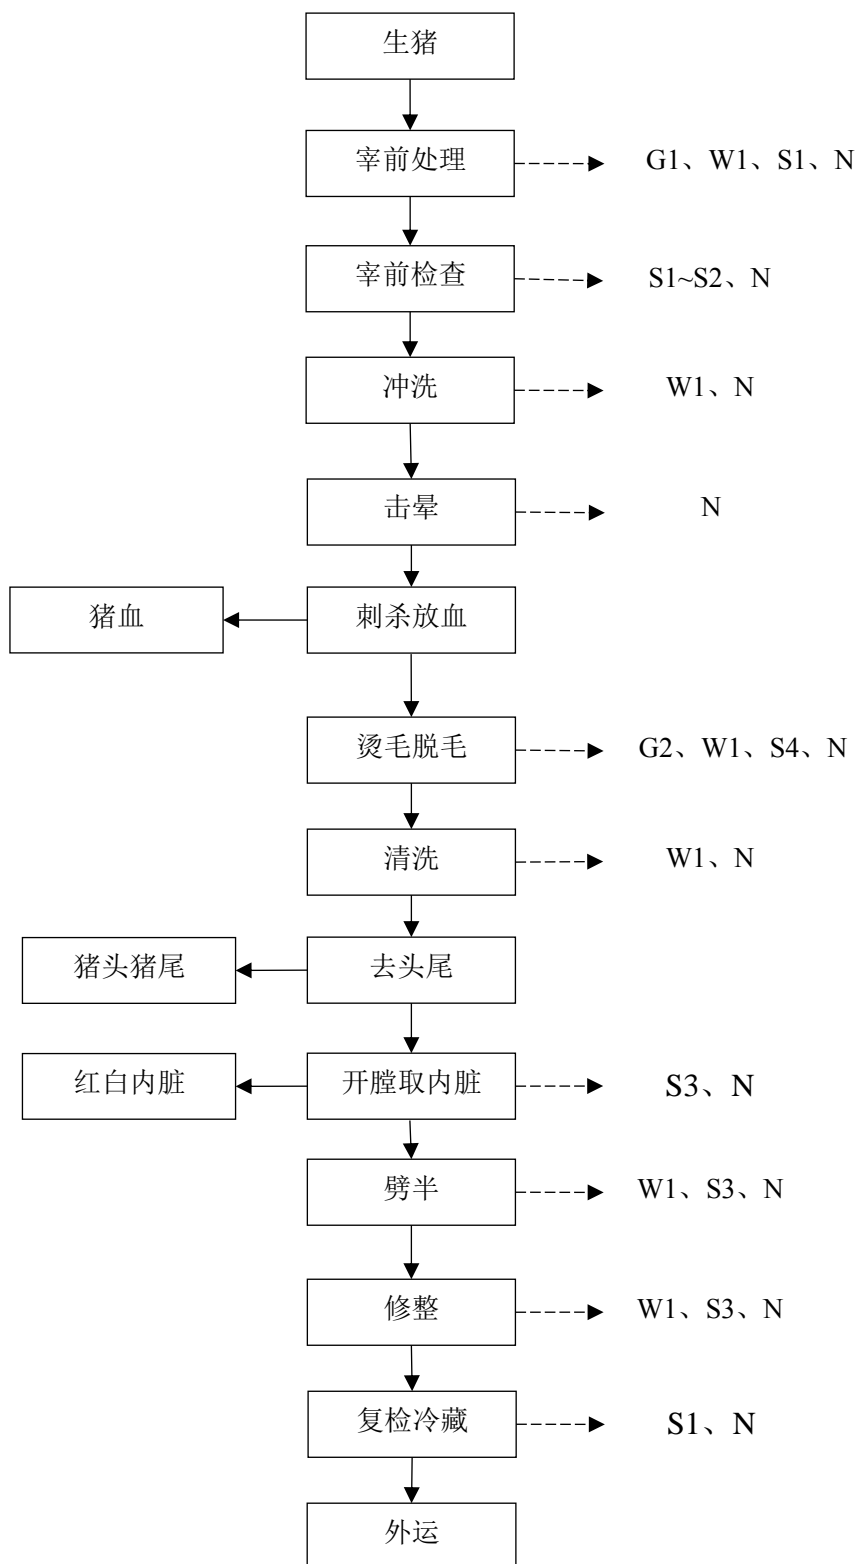 生猪
宰前处理 G1、W1、S1、N
宰前检查 S1~S2、N
冲洗 W1、N
击晕 N
猪血 刺杀放血
烫毛脱毛 G2、W1、S4、N
清洗 W1、N
猪头猪尾 去头尾
红白内脏 开膛取内脏 S3、N
劈半 W1、S3、N
修整 W1、S3、N
复检冷藏 S1、N
外运